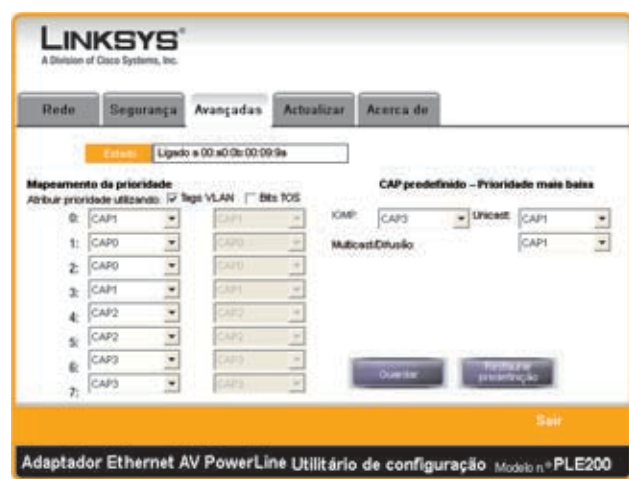 LINKSYS®
A Division of Cisco Systems, Inc.
Rede Segurança Avançadas Actualizar Acerca de
Estado Ligado a 00:a0:0b:00:09:9a
Mapeamento da prioridade
CAP predefinido – Prioridade mais baixa
Atribuir prioridade utilizando: Tags VLAN Bits TOS
0: CAP1 CAP1 IGMP: CAP3 Unicast: CAP1
1: CAP0 CAP0 Multicast/Difusão: CAP1
2: CAP0 CAP0
3: CAP1 CAP1
4: CAP2 CAP2
5: CAP2 CAP2
6: CAP3 CAP3
7: CAP3 CAP3
Guardar Restaurar predefinição
Sair
Adaptador Ethernet AV PowerLine Utilitário de configuração Modelo n.º PLE200